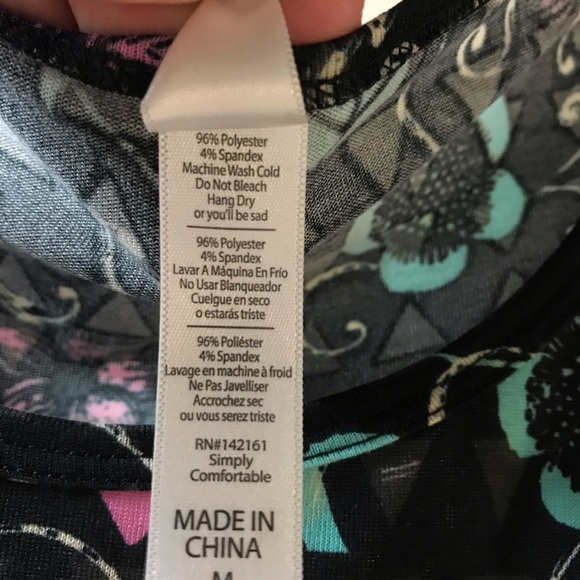 96% Polyester
4% Spandex
Machine Wash Cold
Do Not Bleach
Hang Dry
or you'll be sad
96% Polyester
4% Spandex
Lavar A Máquina En Frío
No Usar Blanqueador
Cuelgue en seco
o estarás triste
96% Poliéster
4% Spandex
Lavage en machine à froid
Ne Pas Javelliser
Accrochez sec
ou vous serez triste
RN#142161
Simply
Comfortable
MADE IN
CHINA
M